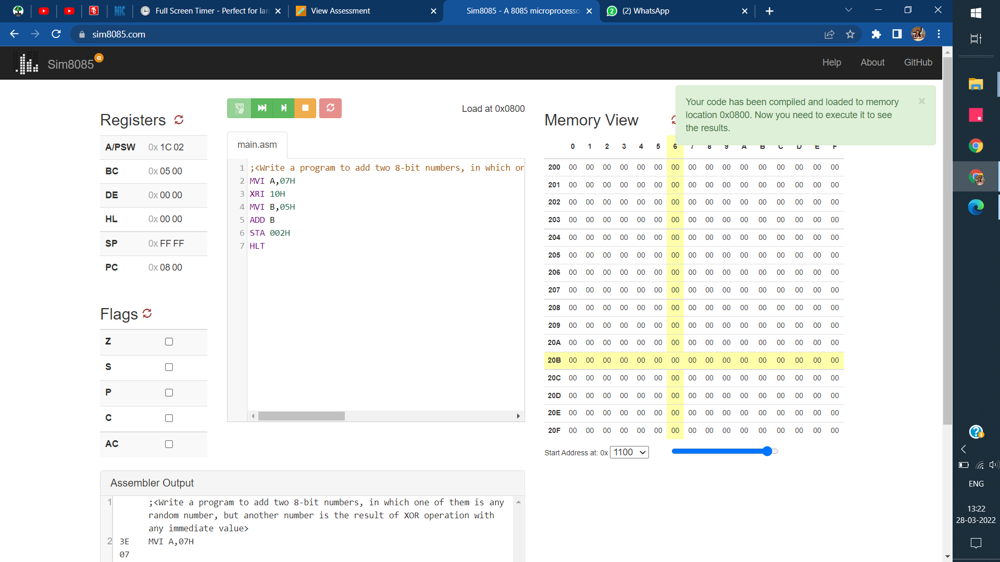 Full Screen Timer - Perfect for lar
View Assessment
Sim8085 - A 8085 microprocesso
(2) WhatsApp
sim8085.com
Sim8085 α
Help About GitHub
Your code has been compiled and loaded to memory
location 0x0800. Now you need to execute it to see
the results.
Load at 0x0800
Registers
A/PSW 0x 1C 02
BC 0x 05 00
DE 0x 00 00
HL 0x 00 00
SP 0x FF FF
PC 0x 08 00
Flags
Z
S
P
C
AC
main.asm
1 ;<Write a program to add two 8-bit numbers, in which or
2 MVI A,07H
3 XRI 10H
4 MVI B,05H
5 ADD B
6 STA 002H
7 HLT
Memory View
0 1 2 3 4 5 6 7 8 9 A B C D E F
200 00 00 00 00 00 00 00 00 00 00 00 00 00 00 00 00
201 00 00 00 00 00 00 00 00 00 00 00 00 00 00 00 00
202 00 00 00 00 00 00 00 00 00 00 00 00 00 00 00 00
203 00 00 00 00 00 00 00 00 00 00 00 00 00 00 00 00
204 00 00 00 00 00 00 00 00 00 00 00 00 00 00 00 00
205 00 00 00 00 00 00 00 00 00 00 00 00 00 00 00 00
206 00 00 00 00 00 00 00 00 00 00 00 00 00 00 00 00
207 00 00 00 00 00 00 00 00 00 00 00 00 00 00 00 00
208 00 00 00 00 00 00 00 00 00 00 00 00 00 00 00 00
209 00 00 00 00 00 00 00 00 00 00 00 00 00 00 00 00
20A 00 00 00 00 00 00 00 00 00 00 00 00 00 00 00 00
20B 00 00 00 00 00 00 00 00 00 00 00 00 00 00 00 00
20C 00 00 00 00 00 00 00 00 00 00 00 00 00 00 00 00
20D 00 00 00 00 00 00 00 00 00 00 00 00 00 00 00 00
20E 00 00 00 00 00 00 00 00 00 00 00 00 00 00 00 00
20F 00 00 00 00 00 00 00 00 00 00 00 00 00 00 00 00
Start Address at: 0x 1100
Assembler Output
1 ;<Write a program to add two 8-bit numbers, in which one of them is any
random number, but another number is the result of XOR operation with
any immediate value>
2 3E MVI A,07H
07
ENG
13:22
28-03-2022